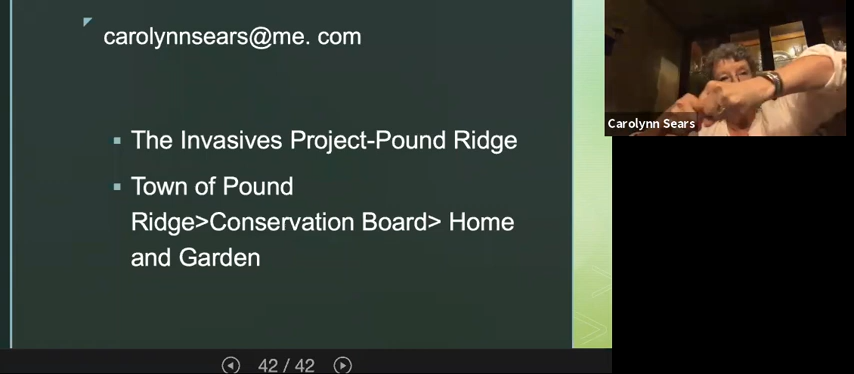 carolynnsears@me. com
The Invasives Project-Pound Ridge
Town of Pound
Ridge>Conservation Board> Home
and Garden
Carolynn Sears
42 / 42